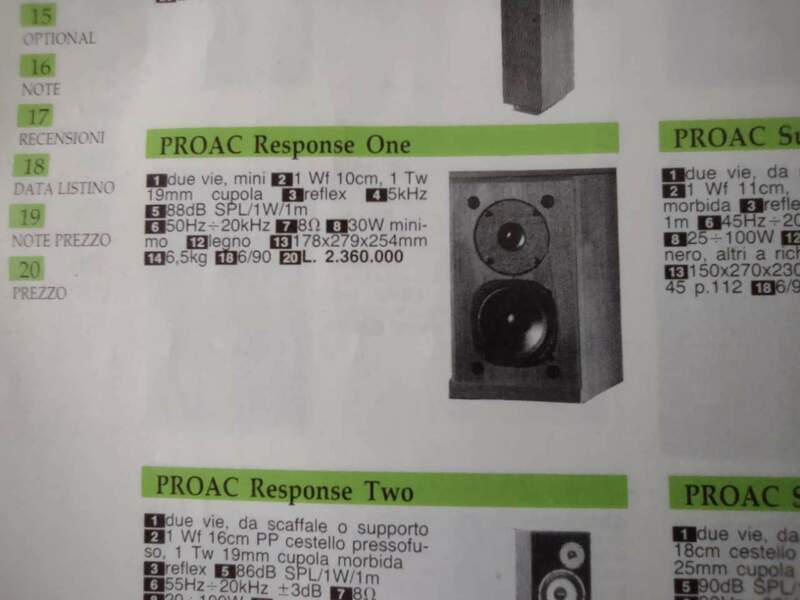 15
OPTIONAL
16
NOTE
17
RECENSIONI
18
DATA LISTINO
19
NOTE PREZZO
20
PREZZO
PROAC Response One
1 due vie, mini 2 1 Wf 10cm, 1 Tw
19mm cupola 3 reflex 4 5kHz
5 88dB SPL/1W/1m
6 50Hz÷20kHz 7 8Ω 8 30W mini-
mo 12 legno 13 178x279x254mm
14 6,5kg 18 6/90 20 L. 2.360.000
PROAC Response Two
1 due vie, da scaffale o supporto
2 1 Wf 16cm PP cestello pressofu-
so, 1 Tw 19mm cupola morbida
3 reflex 5 86dB SPL/1W/1m
6 55Hz÷20kHz ±3dB 7 8Ω
PROAC
1 due vie, da
2 1 Wf 11cm,
morbida 3
1m 6 45Hz÷20
8 25÷100W 12
nero, altri a
13 150x270x230
45 p.112 18
PROAC
1 due vie, da
18cm cestello
25mm cupola
5 90dB